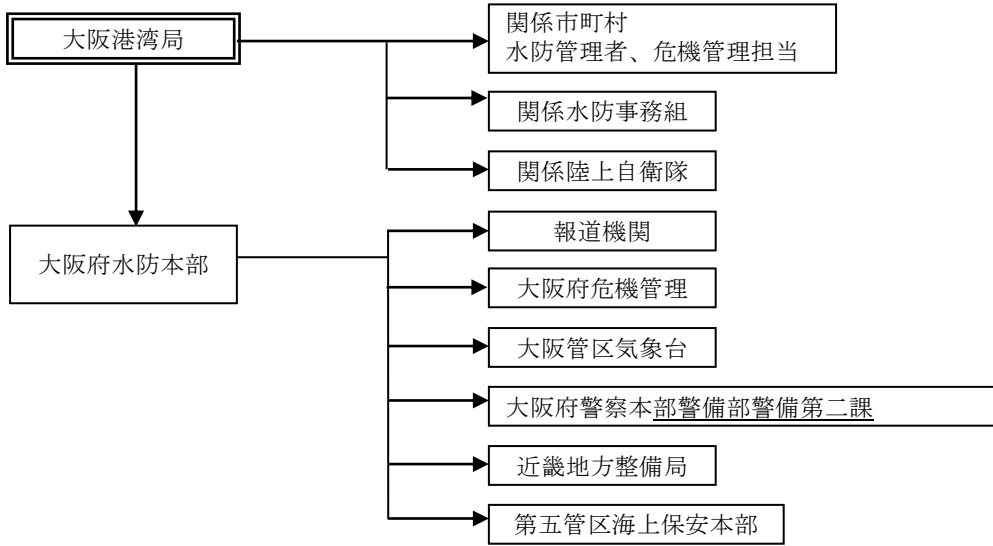 大阪港湾局
関係市町村
水防管理者、危機管理担当
関係水防事務組
関係陸上自衛隊
大阪府水防本部
報道機関
大阪府危機管理
大阪管区気象台
大阪府警察本部警備部警備第二課
近畿地方整備局
第五管区海上保安本部